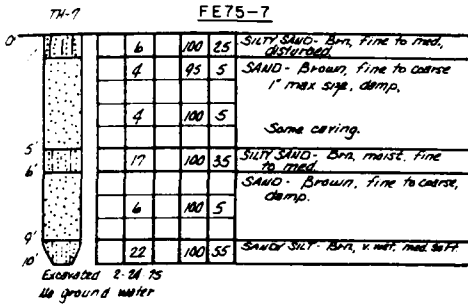 TH-7
FE75-7
0'
6 100 25 SILTY SAND - Brn, fine to med., disturbed.
1'
4 95 5 SAND - Brown, fine to coarse
1" max size, damp.
4 100 5
Some caving.
5'
17 100 35 SILTY SAND - Brn, moist, fine to med.
6'
SAND - Brown, fine to coarse, damp.
6 100 5
9'
22 100 55 SANDY SILT - Brn, v. wet, med. soft.
10'
Excavated 2-24-75
No ground water